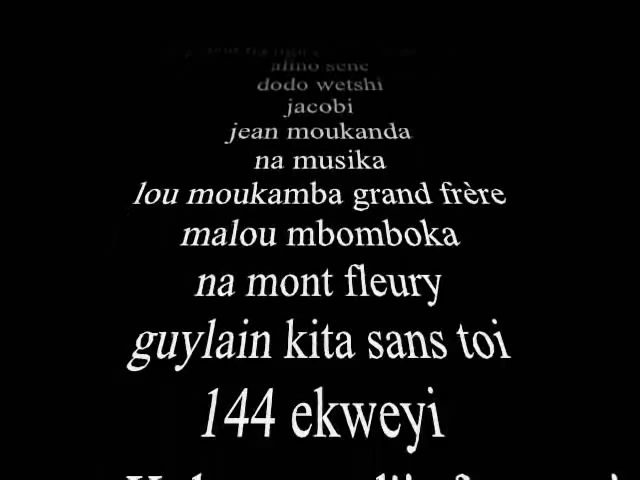 alino sene
dodo wetshi
jacobi
jean moukanda
na musika
lou moukamba grand frère
malou mbomboka
na mont fleury
guylain kita sans toi
144 ekweyi